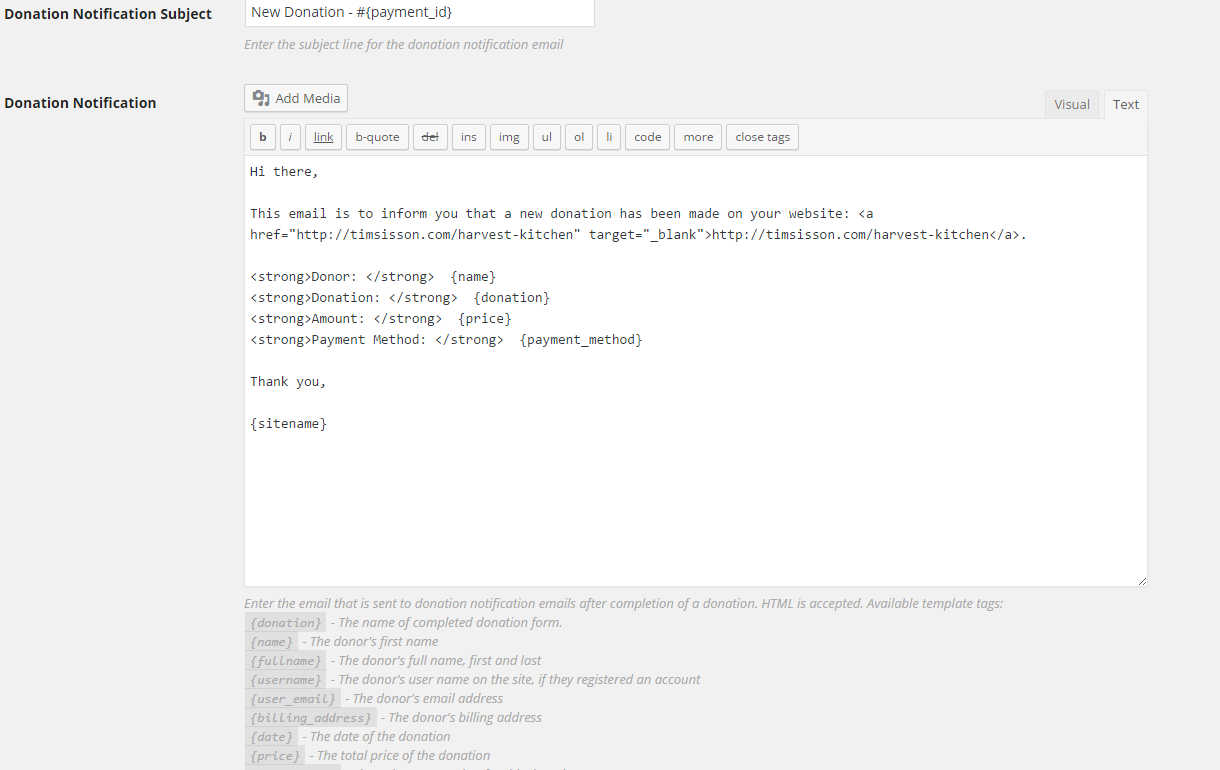 Donation Notification Subject
New Donation - #{payment_id}
Enter the subject line for the donation notification email
Donation Notification
Add Media
Visual Text
b i link b-quote del ins img ul ol li code more close tags
Hi there,
This email is to inform you that a new donation has been made on your website: <a
href="http://timsisson.com/harvest-kitchen" target="_blank">http://timsisson.com/harvest-kitchen</a>.
<strong>Donor: </strong>  {name}
<strong>Donation: </strong>  {donation}
<strong>Amount: </strong>  {price}
<strong>Payment Method: </strong>  {payment_method}
Thank you,
{sitename}
Enter the email that is sent to donation notification emails after completion of a donation. HTML is accepted. Available template tags:
{donation} - The name of completed donation form.
{name} - The donor's first name
{fullname} - The donor's full name, first and last
{username} - The donor's user name on the site, if they registered an account
{user_email} - The donor's email address
{billing_address} - The donor's billing address
{date} - The date of the donation
{price} - The total price of the donation